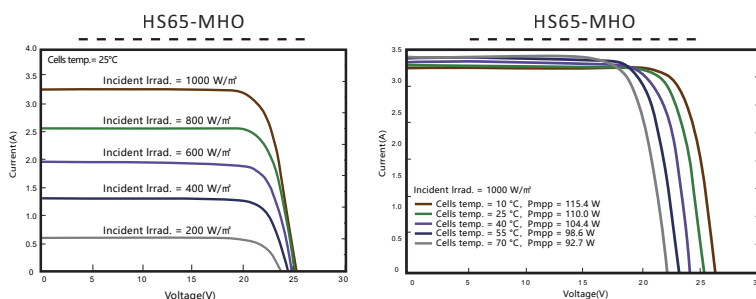 HS65-MHO
4.0
Cells temp.= 25℃
Incident Irrad. = 1000 W/㎡
3.0
Incident Irrad. = 800 W/㎡
2.5
Incident Irrad. = 600 W/㎡
2.0
1.5
Incident Irrad. = 400 W/㎡
1.0
Incident Irrad. = 200 W/㎡
0.5
0
5
10
15
20
25
30
Current(A)
Voltage(V)
HS65-MHO
3.5
3.0
2.5
2.0
1.5
1.0
0.5
0
Incident Irrad. = 1000 W/㎡
Cells temp. = 10 °C, Pmpp = 115.4 W
Cells temp. = 25 °C, Pmpp = 110.0 W
Cells temp. = 40 °C, Pmpp = 104.4 W
Cells temp. = 55 °C, Pmpp = 98.6 W
Cells temp. = 70 °C, Pmpp = 92.7 W
5
10
15
20
25
Current(A)
Voltage(V)